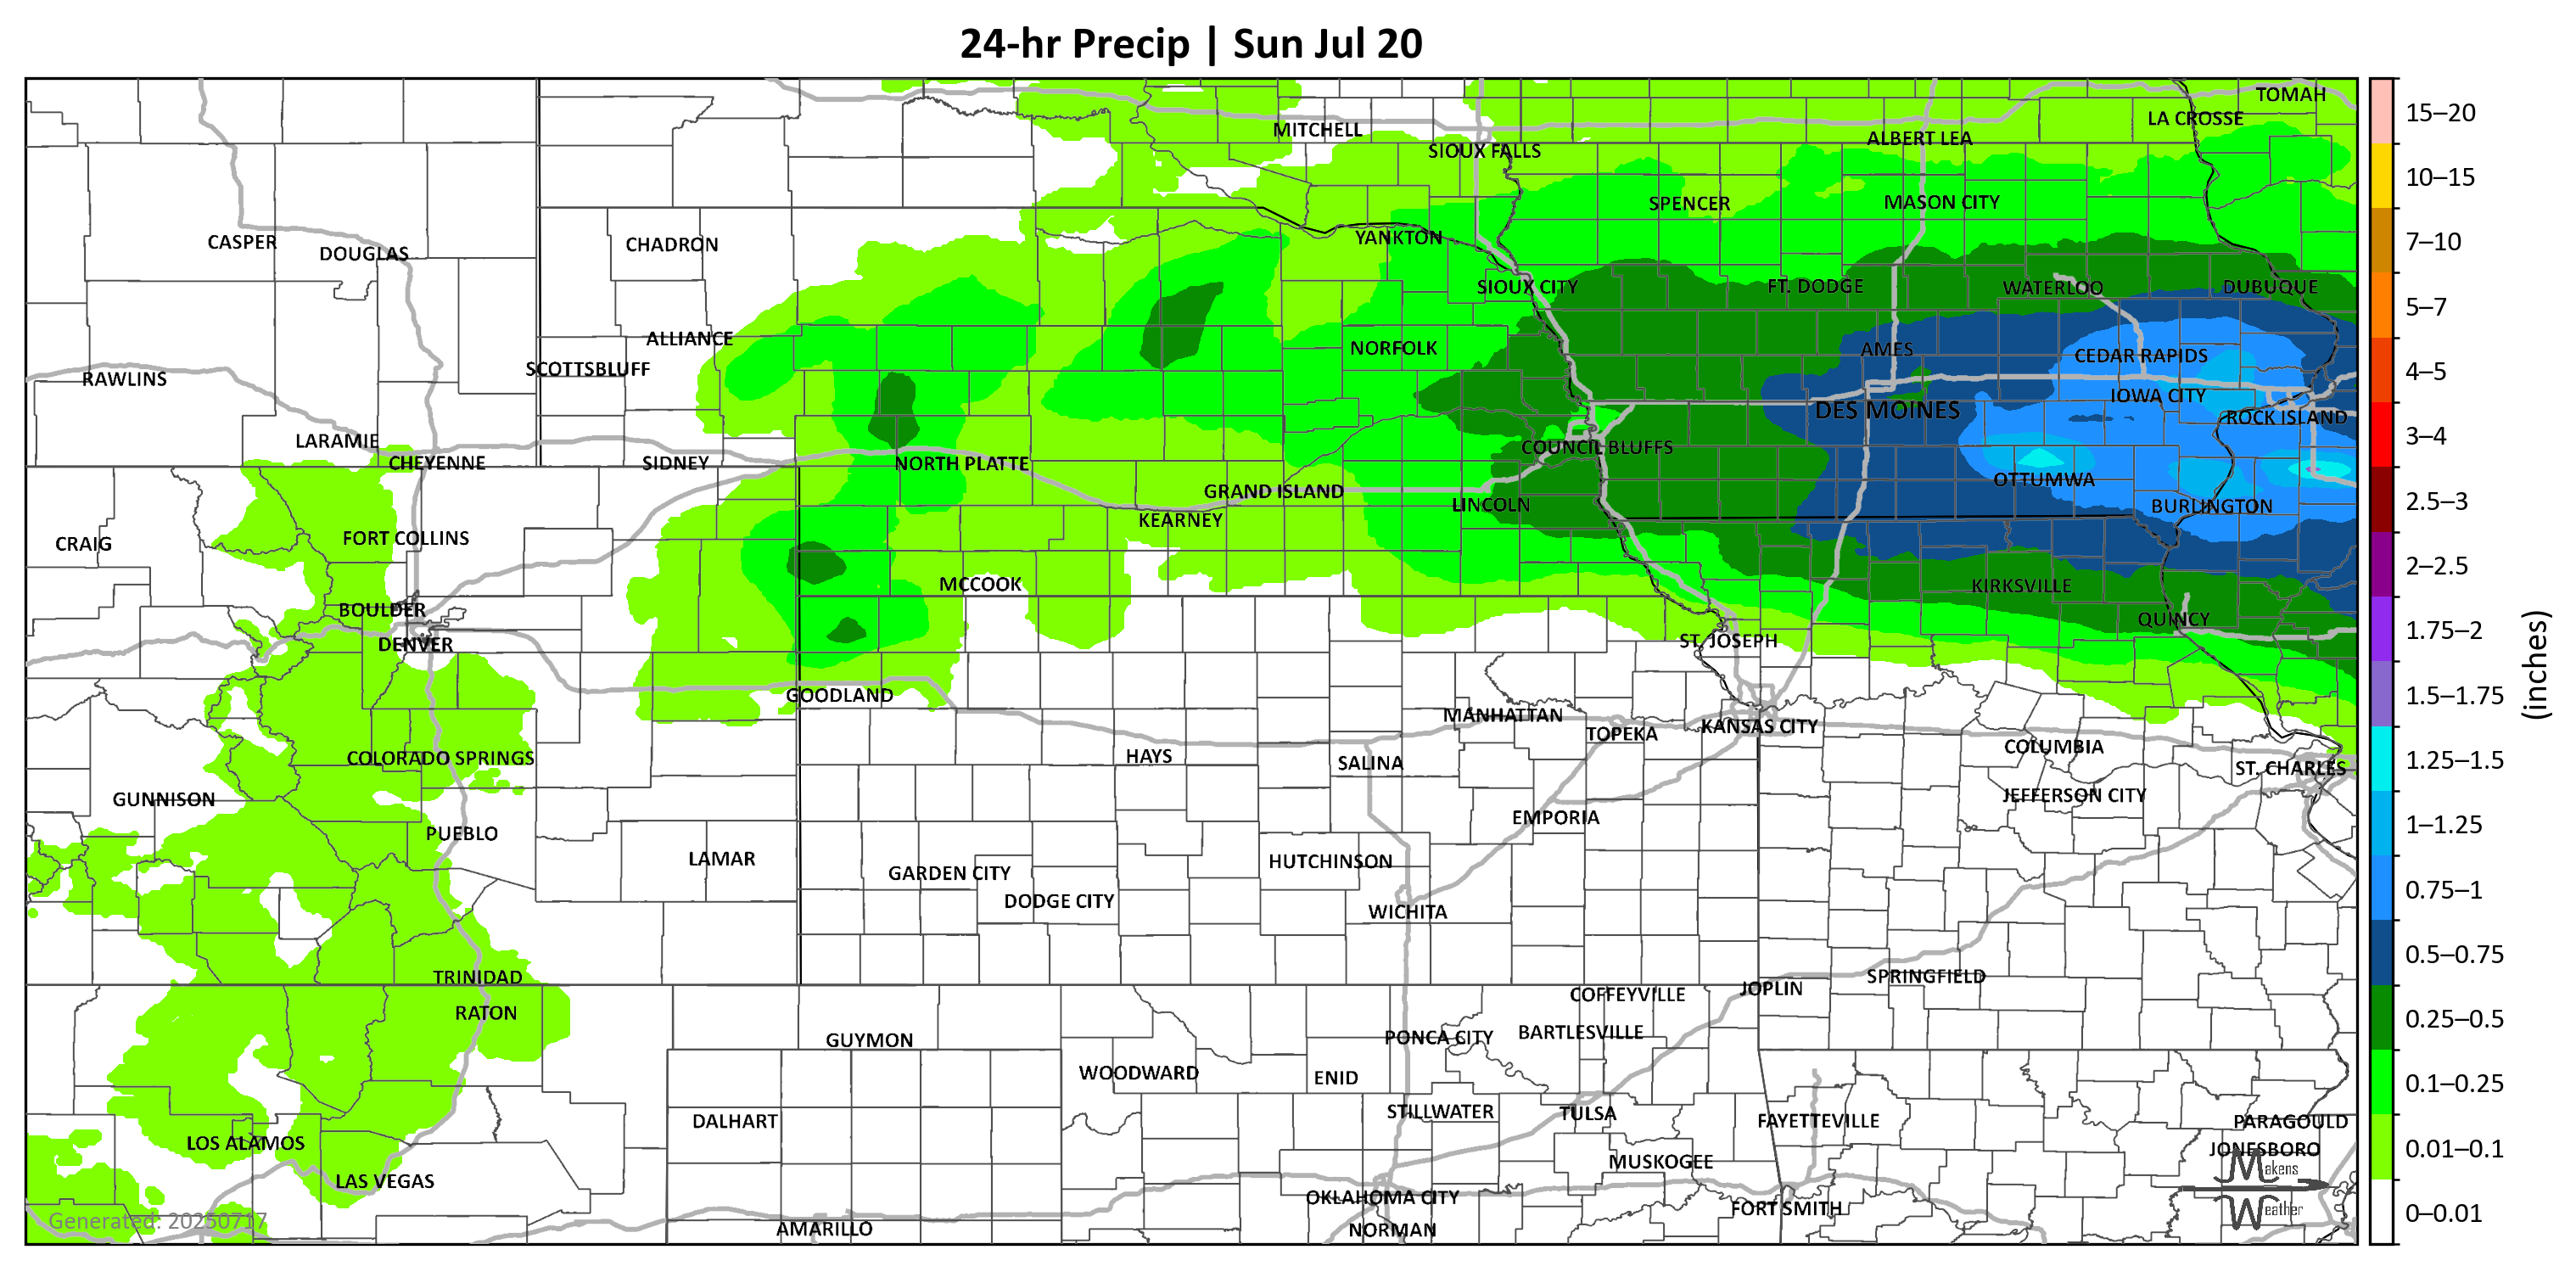 24-hr Precip | Sun Jul 20
TOMAH
LA CROSSE
MITCHELL
ALBERT LEA
SIOUX FALLS
SPENCER
MASON CITY
YANKTON
CASPER
CHADRON
DOUGLAS
SIOUX CITY
FT. DODGE
WATERLOO
DUBUQUE
ALLIANCE
NORFOLK
AMES
CEDAR RAPIDS
SCOTTSBLUFF
RAWLINS
IOWA CITY
DES MOINES
ROCK ISLAND
LARAMIE
COUNCIL BLUFFS
CHEYENNE
SIDNEY
NORTH PLATTE
OTTUMWA
GRAND ISLAND
LINCOLN
BURLINGTON
KEARNEY
FORT COLLINS
CRAIG
MCCOOK
KIRKSVILLE
BOULDER
QUINCY
DENVER
ST. JOSEPH
GOODLAND
MANHATTAN
KANSAS CITY
TOPEKA
COLUMBIA
COLORADO SPRINGS
HAYS
SALINA
ST. CHARLES
GUNNISON
JEFFERSON CITY
EMPORIA
PUEBLO
LAMAR
HUTCHINSON
GARDEN CITY
DODGE CITY
WICHITA
TRINIDAD
SPRINGFIELD
JOPLIN
COFFEYVILLE
RATON
BARTLESVILLE
PONCA CITY
GUYMON
WOODWARD
ENID
STILLWATER
TULSA
DALHART
FAYETTEVILLE
PARAGOULD
LOS ALAMOS
JONESBORO
MUSKOGEE
LAS VEGAS
OKLAHOMA CITY
FORT SMITH
AMARILLO
NORMAN
Makens
Weather
Generated: 20250717
15–20
10–15
7–10
5–7
4–5
3–4
2.5–3
2–2.5
1.75–2
1.5–1.75
1.25–1.5
1–1.25
0.75–1
0.5–0.75
0.25–0.5
0.1–0.25
0.01–0.1
0–0.01
(inches)